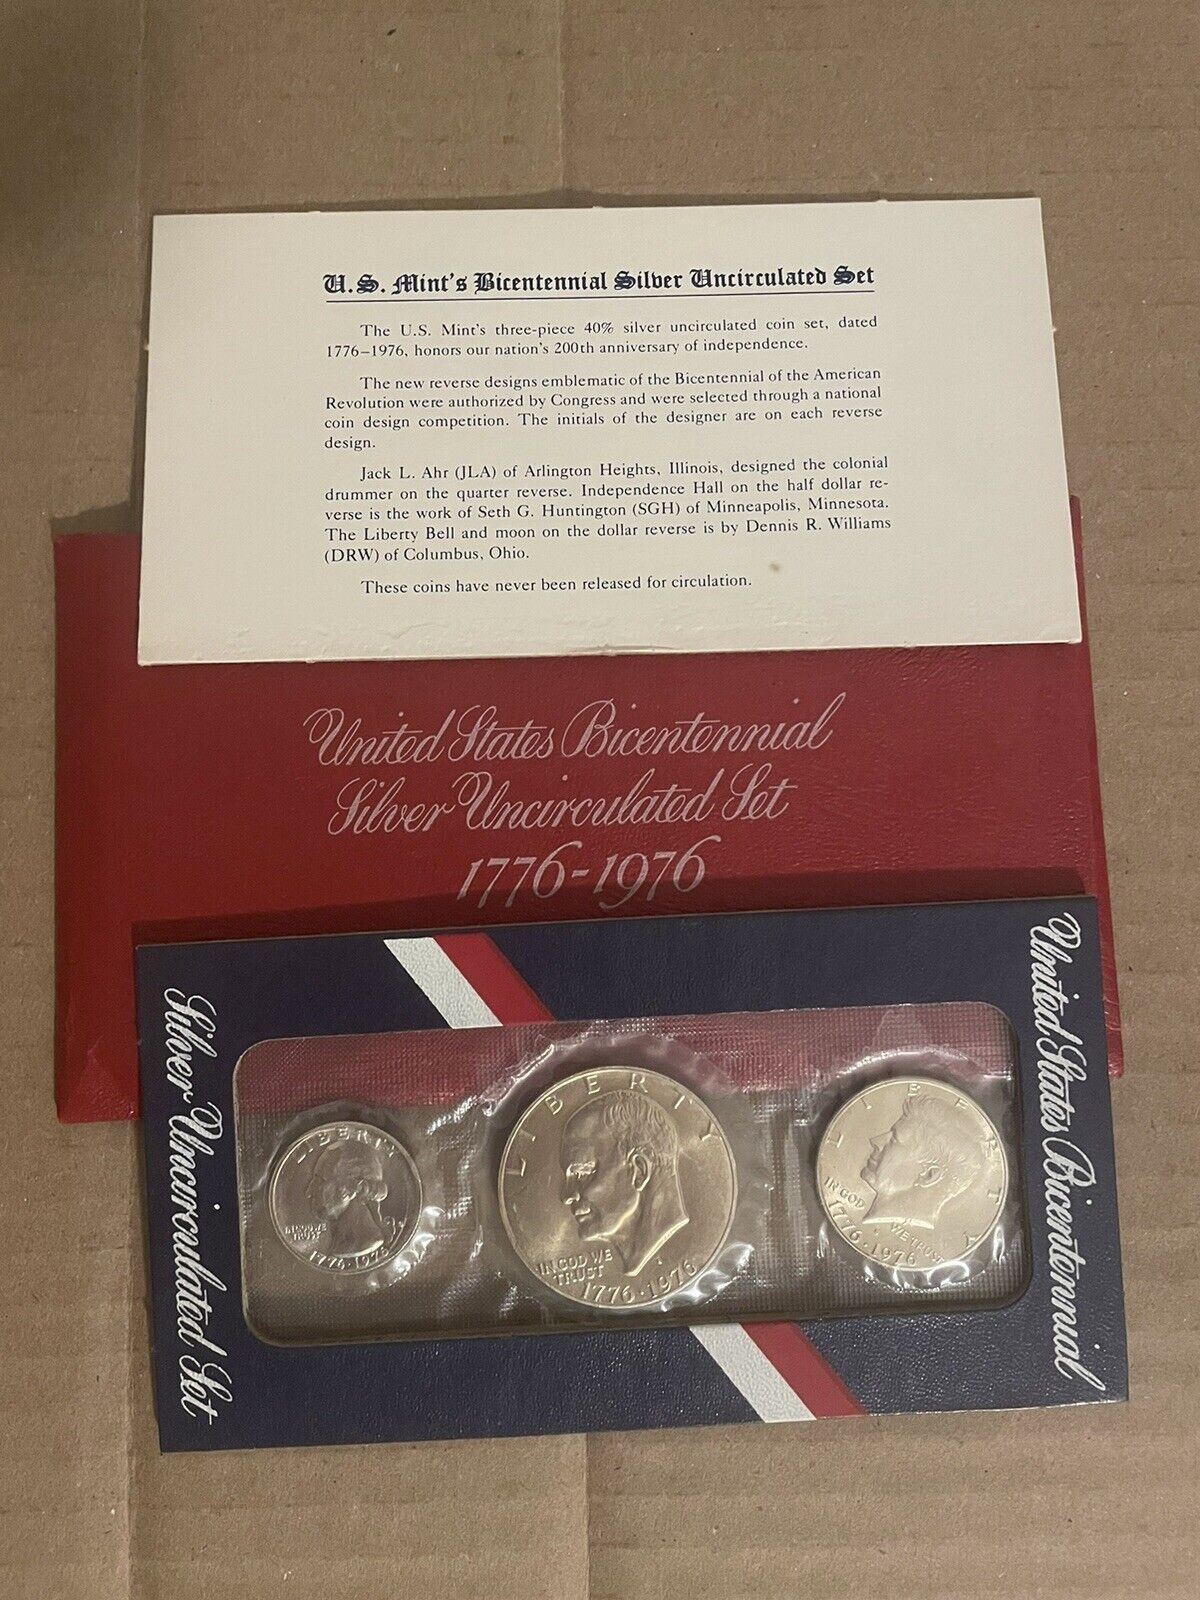 U.S. Mint's Bicentennial Silver Uncirculated Set
The U.S. Mint's three-piece 40% silver uncirculated coin set, dated
1776–1976, honors our nation's 200th anniversary of independence.
The new reverse designs emblematic of the Bicentennial of the American
Revolution were authorized by Congress and were selected through a national
coin design competition. The initials of the designer are on each reverse
design.
Jack L. Ahr (JLA) of Arlington Heights, Illinois, designed the colonial
drummer on the quarter reverse. Independence Hall on the half dollar re-
verse is the work of Seth G. Huntington (SGH) of Minneapolis, Minnesota.
The Liberty Bell and moon on the dollar reverse is by Dennis R. Williams
(DRW) of Columbus, Ohio.
These coins have never been released for circulation.
United States Bicentennial
Silver Uncirculated Set
1776-1976
United States Bicentennial
Silver Uncirculated Set
LIBERTY
IN GOD WE
TRUST
1776·1976
LIBERTY
IN GOD WE
TRUST
S
1776·1976
LIBERTY
IN GOD
WE TRUST
S
1776·1976